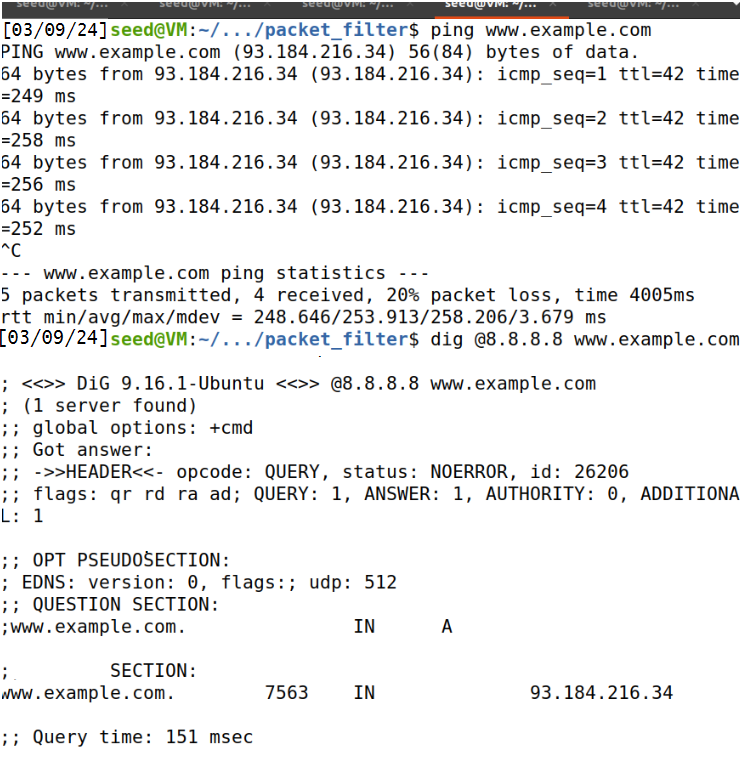 seed@VM: ~/... seed@VM: ~/... seed@VM: ~/... seed@VM: ~/... seed@VM: ~/...
[03/09/24]seed@VM:~/.../packet_filter$ ping www.example.com
PING www.example.com (93.184.216.34) 56(84) bytes of data.
64 bytes from 93.184.216.34 (93.184.216.34): icmp_seq=1 ttl=42 time
=249 ms
64 bytes from 93.184.216.34 (93.184.216.34): icmp_seq=2 ttl=42 time
=258 ms
64 bytes from 93.184.216.34 (93.184.216.34): icmp_seq=3 ttl=42 time
=256 ms
64 bytes from 93.184.216.34 (93.184.216.34): icmp_seq=4 ttl=42 time
=252 ms
^C
--- www.example.com ping statistics ---
5 packets transmitted, 4 received, 20% packet loss, time 4005ms
rtt min/avg/max/mdev = 248.646/253.913/258.206/3.679 ms
[03/09/24]seed@VM:~/.../packet_filter$ dig @8.8.8.8 www.example.com

; <<>> DiG 9.16.1-Ubuntu <<>> @8.8.8.8 www.example.com
; (1 server found)
;; global options: +cmd
;; Got answer:
;; ->>HEADER<<- opcode: QUERY, status: NOERROR, id: 26206
;; flags: qr rd ra ad; QUERY: 1, ANSWER: 1, AUTHORITY: 0, ADDITIONA
L: 1

;; OPT PSEUDOSECTION:
; EDNS: version: 0, flags:; udp: 512
;; QUESTION SECTION:
;www.example.com. IN A

; SECTION:
www.example.com. 7563 IN 93.184.216.34

;; Query time: 151 msec